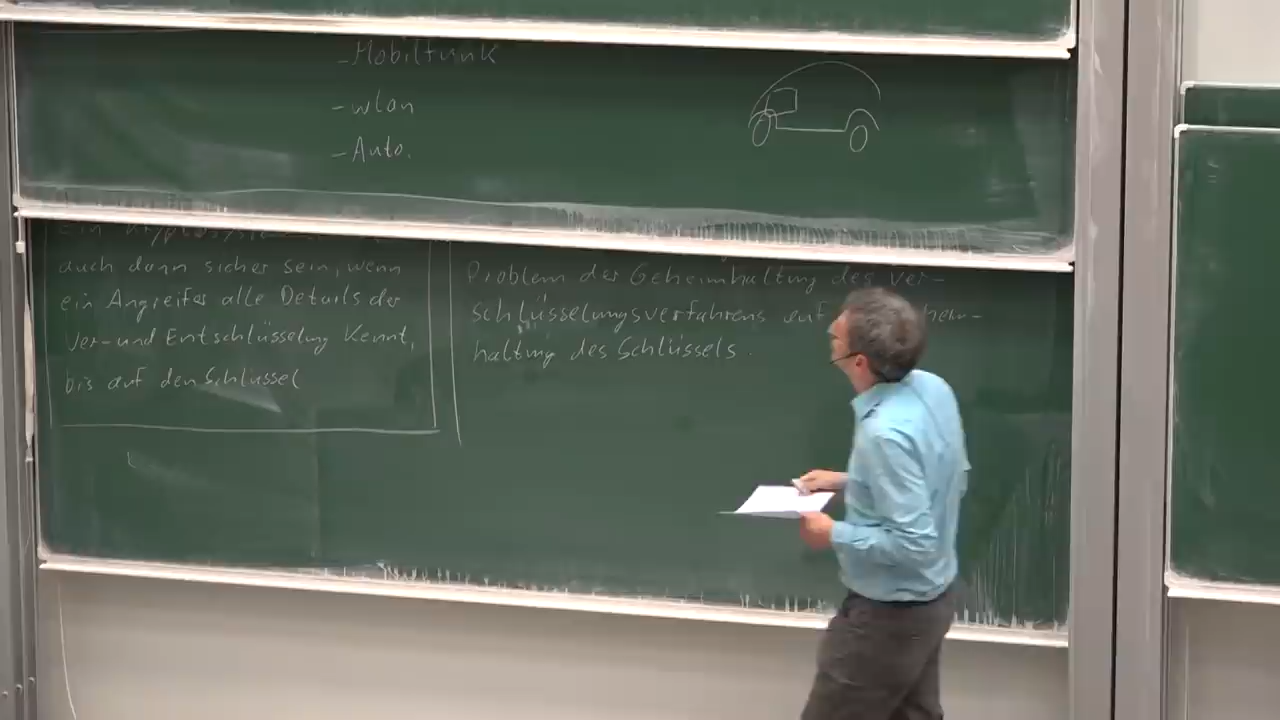 - Mobilfunk
- wlan
- Auto.
auch dann sicher sein, wenn
ein Angreifer alle Details der
Ver- und Entschlüsselung kennt,
bis auf den Schlüssel
Problem der Geheimhaltung des Ver-
schlüsselungsverfahrens auf
haltung des Schlüssels.